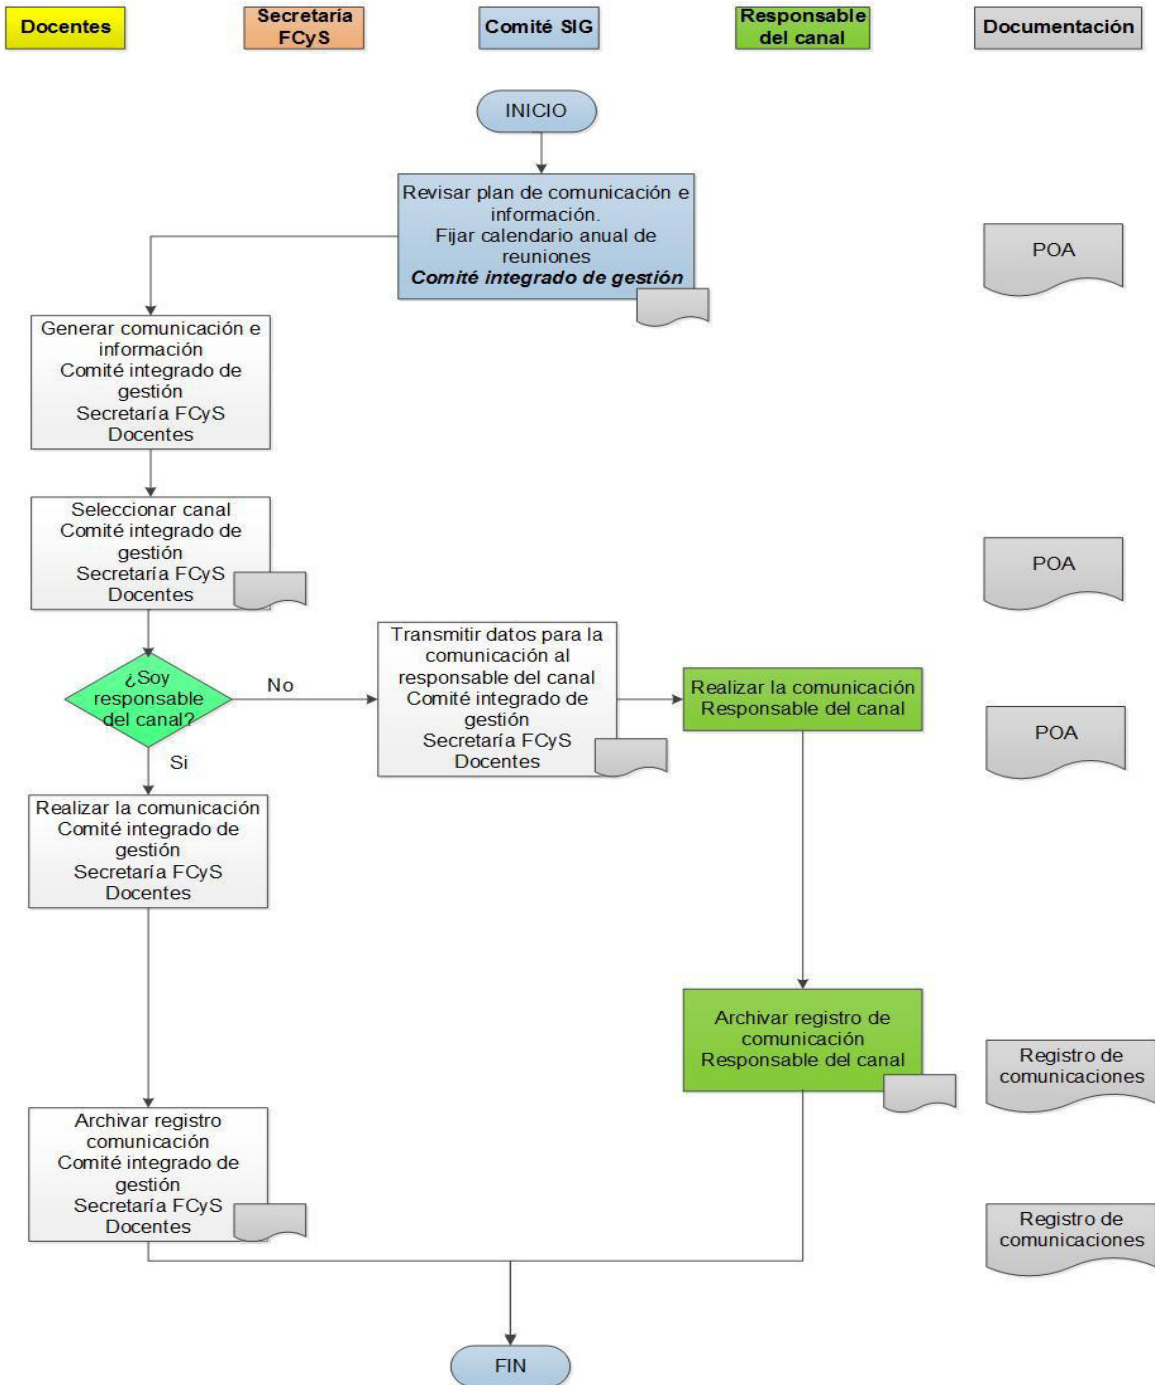 Docentes
Secretaría
FCyS
Comité SIG
Responsable
del canal
Documentación
INICIO
Revisar plan de comunicación e
información.
Fijar calendario anual de
reuniones
Comité integrado de gestión
POA
Generar comunicación e
información
Comité integrado de
gestión
Secretaría FCyS
Docentes
Seleccionar canal
Comité integrado de
gestión
Secretaría FCyS
Docentes
POA
¿Soy
responsable
del canal?
No
Si
Transmitir datos para la
comunicación al
responsable del canal
Comité integrado de
gestión
Secretaría FCyS
Docentes
Realizar la comunicación
Responsable del canal
POA
Realizar la comunicación
Comité integrado de
gestión
Secretaría FCyS
Docentes
Archivar registro de
comunicación
Responsable del canal
Registro de
comunicaciones
Archivar registro
comunicación
Comité integrado de
gestión
Secretaría FCyS
Docentes
Registro de
comunicaciones
FIN